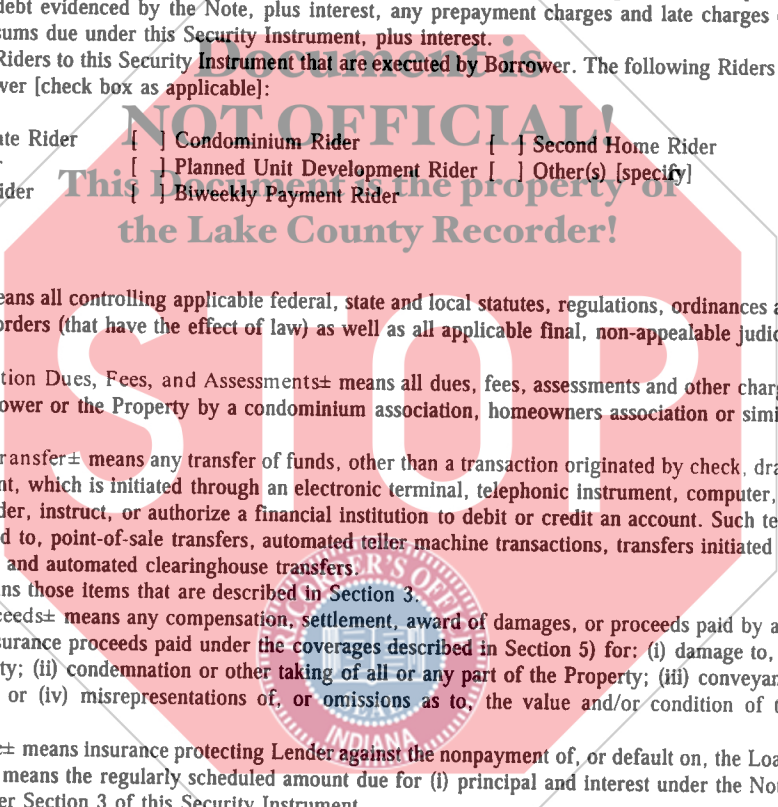 debt evidenced by the Note, plus interest, any prepayment charges and late charges
sums due under this Security Instrument, plus interest.
Document is
Riders to this Security Instrument that are executed by Borrower. The following Riders
wer [check box as applicable]:
NOT OFFICIAL!
ate Rider [ ] Condominium Rider [ ] Second Home Rider
[ ] Planned Unit Development Rider [ ] Other(s) [specify]
This Document is the property of
ider [ ] Biweekly Payment Rider
the Lake County Recorder!
eans all controlling applicable federal, state and local statutes, regulations, ordinances a
orders (that have the effect of law) as well as all applicable final, non-appealable judic
STOP
tion Dues, Fees, and Assessments± means all dues, fees, assessments and other charg
ower or the Property by a condominium association, homeowners association or simi
ransfer± means any transfer of funds, other than a transaction originated by check, dra
nt, which is initiated through an electronic terminal, telephonic instrument, computer,
der, instruct, or authorize a financial institution to debit or credit an account. Such te
d to, point-of-sale transfers, automated teller machine transactions, transfers initiated
and automated clearinghouse transfers.
ns those items that are described in Section 3.
ceeds± means any compensation, settlement, award of damages, or proceeds paid by a
surance proceeds paid under the coverages described in Section 5) for: (i) damage to,
ty; (ii) condemnation or other taking of all or any part of the Property; (iii) conveyan
or (iv) misrepresentations of, or omissions as to, the value and/or condition of t
RECORDER'S OFFICE
SEAL
INDIANA
e± means insurance protecting Lender against the nonpayment of, or default on, the Loa
means the regularly scheduled amount due for (i) principal and interest under the Not
er Section 3 of this Security Instrument.